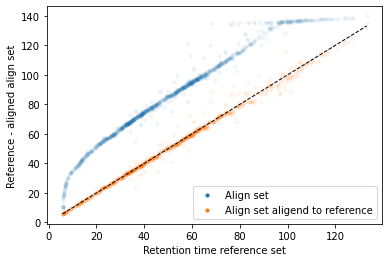 140
120
100
80
60
40
20
0
Reference - aligned align set
Align set
Align set aligend to reference
0 20 40 60 80 100 120
Retention time reference set